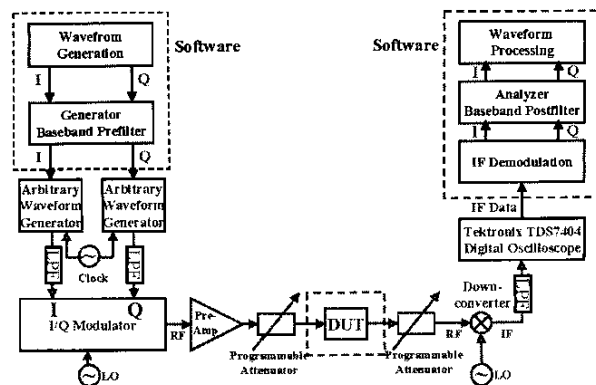 Wavefrom
Generation
Software
I
Q
Generator
Baseband Prefilter
I
Q
Arbitrary
Waveform
Generator
Arbitrary
Waveform
Generator
LPF
Clock
LPF
I
Q
I/Q Modulator
LO
RF
Pre-
Amp
Programmable
Attenuator
DUT
Programmable
Attenuator
RF
Down-
converter
IF
LO
LPF
Tektronix TDS7404
Digital Oscilloscope
IF Data
IF Demodulation
I
Q
Analyzer
Baseband Postfilter
I
Q
Waveform
Processing
Software